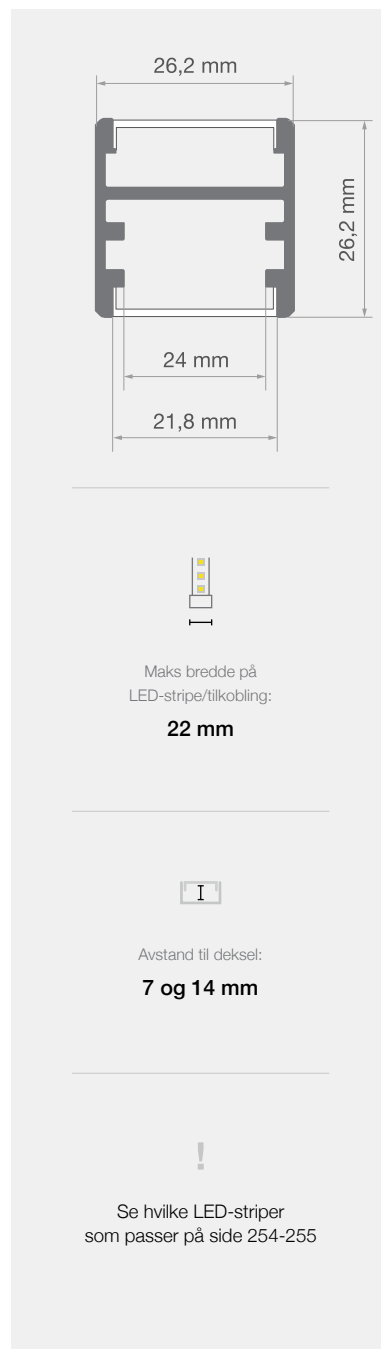 26,2 mm
26,2 mm
24 mm
21,8 mm
Maks bredde på
LED-stripe/tilkobling:
22 mm
Avstand til deksel:
7 og 14 mm
!
Se hvilke LED-striper
som passer på side 254-255